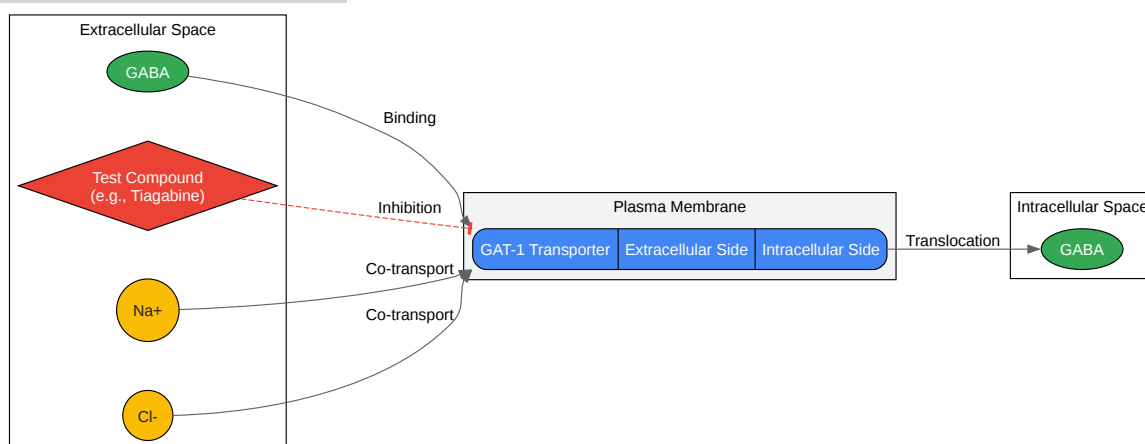 Extracellular Space
GABA
Binding
Test Compound
(e.g., Tiagabine)
Inhibition
Plasma Membrane
Intracellular Space
GAT-1 Transporter
Extracellular Side
Intracellular Side
Translocation
GABA
Co-transport
Na+
Co-transport
Cl-